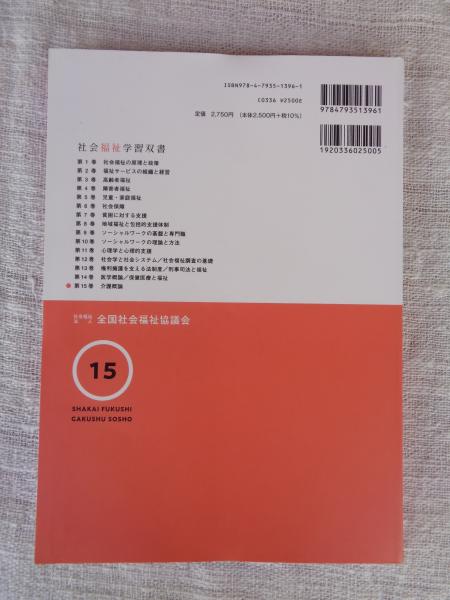 ISBN978-4-7935-1396-1
C0336 ¥2500E
定価 2,750円 (本体2,500円+税10%)
9784793513961
1920336025005
社会福祉学習双書
第1巻 社会福祉の原理と政策
第2巻 福祉サービスの組織と経営
第3巻 高齢者福祉
第4巻 障害者福祉
第5巻 児童・家庭福祉
第6巻 社会保障
第7巻 貧困に対する支援
第8巻 地域福祉と包括的支援体制
第9巻 ソーシャルワークの基盤と専門職
第10巻 ソーシャルワークの理論と方法
第11巻 心理学と心理的支援
第12巻 社会学と社会システム/社会福祉調査の基礎
第13巻 権利擁護を支える法制度/刑事司法と福祉
第14巻 医学概論/保健医療と福祉
第15巻 介護概論
社会福祉法人 全国社会福祉協議会
15
SHAKAI FUKUSHI
GAKUSHU SOSHO